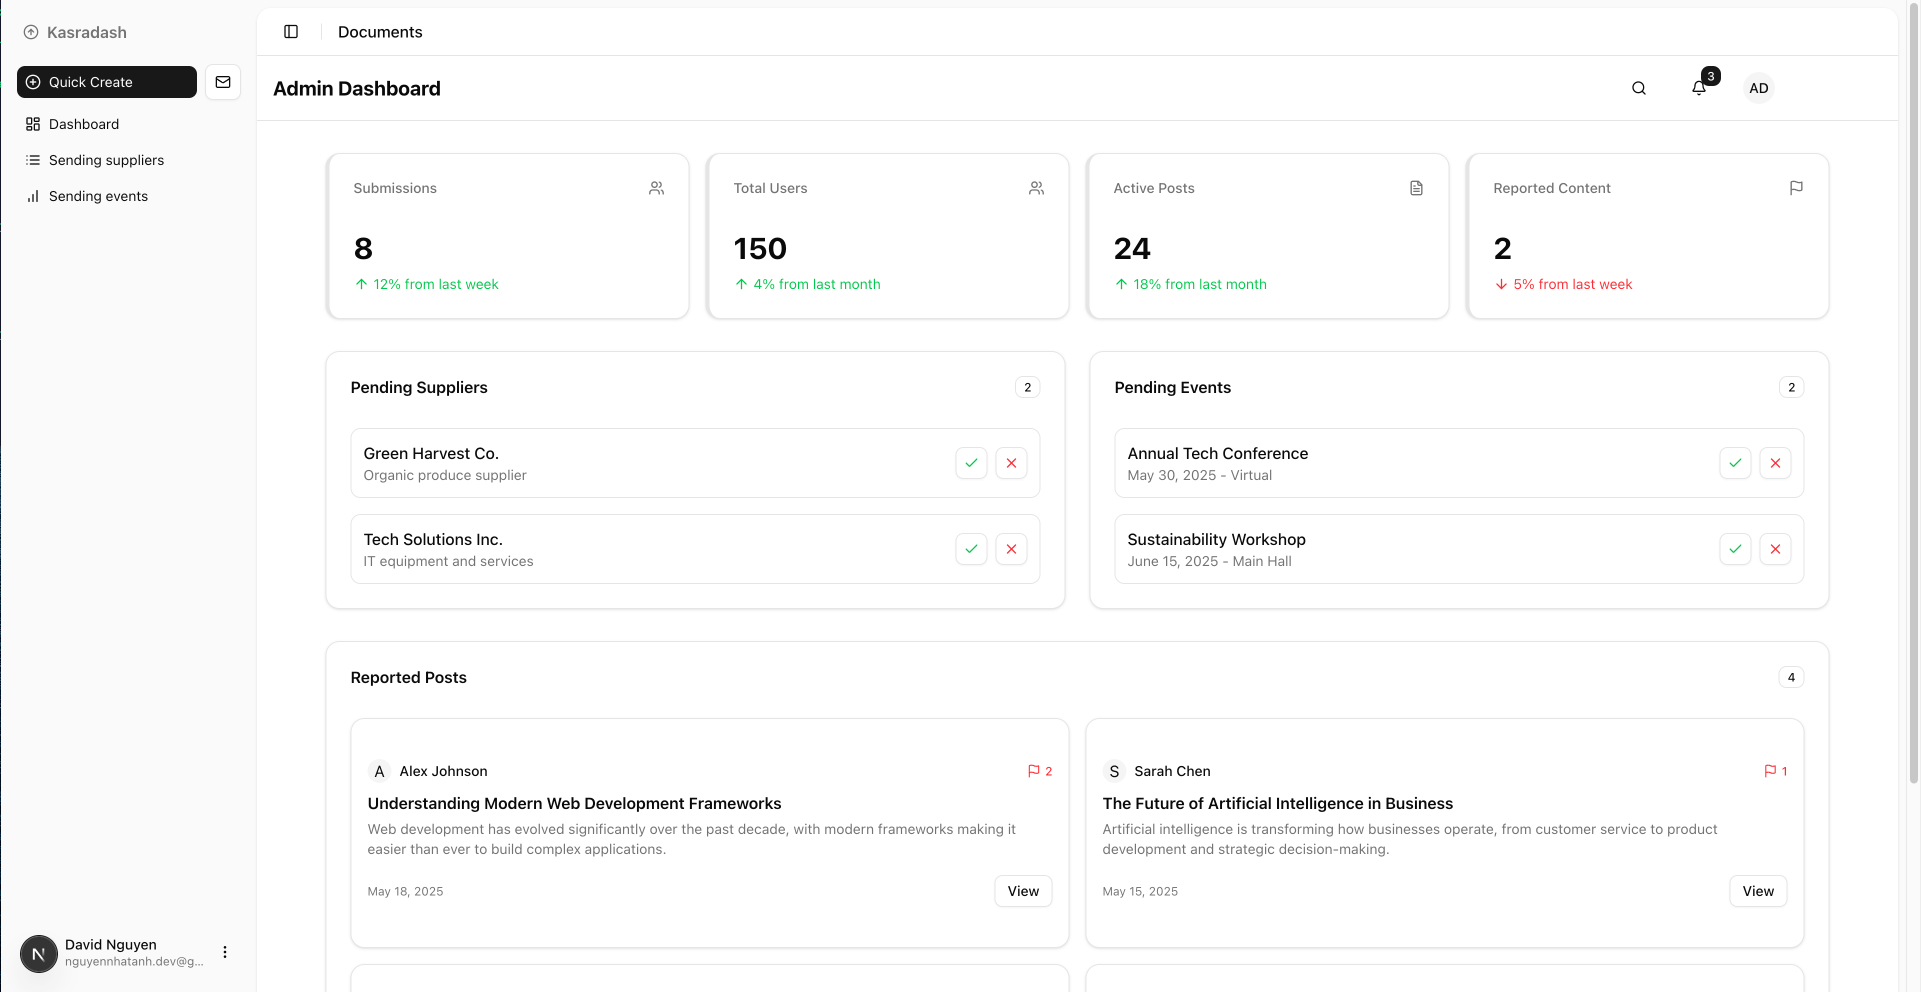 Kasradash
Quick Create
Dashboard
Sending suppliers
Sending events
Documents
Admin Dashboard
3
AD
Submissions
8
12% from last week
Total Users
150
4% from last month
Active Posts
24
18% from last month
Reported Content
2
5% from last week
Pending Suppliers
2
Green Harvest Co.
Organic produce supplier
Tech Solutions Inc.
IT equipment and services
Pending Events
2
Annual Tech Conference
May 30, 2025 - Virtual
Sustainability Workshop
June 15, 2025 - Main Hall
Reported Posts
4
A
Alex Johnson
2
Understanding Modern Web Development Frameworks
Web development has evolved significantly over the past decade, with modern frameworks making it
easier than ever to build complex applications.
May 18, 2025
View
S
Sarah Chen
1
The Future of Artificial Intelligence in Business
Artificial intelligence is transforming how businesses operate, from customer service to product
development and strategic decision-making.
May 15, 2025
View
N
David Nguyen
nguyennhatanh.dev@g...